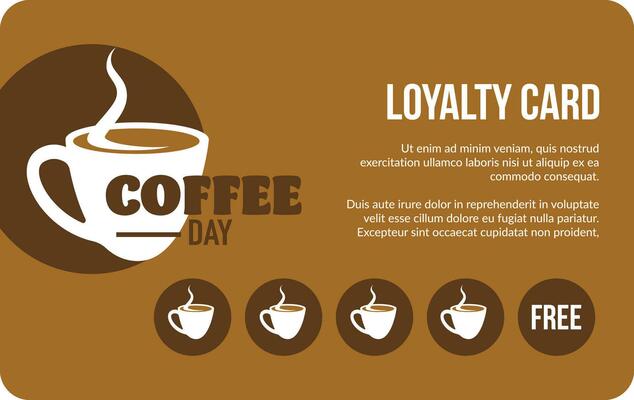 LOYALTY CARD
Ut enim ad minim veniam, quis nostrud
exercitation ullamco laboris nisi ut aliquip ex ea
commodo consequat.
Duis aute irure dolor in reprehenderit in voluptate
velit esse cillum dolore eu fugiat nulla pariatur.
Excepteur sint occaecat cupidatat non proident,
COFFEE
DAY
FREE